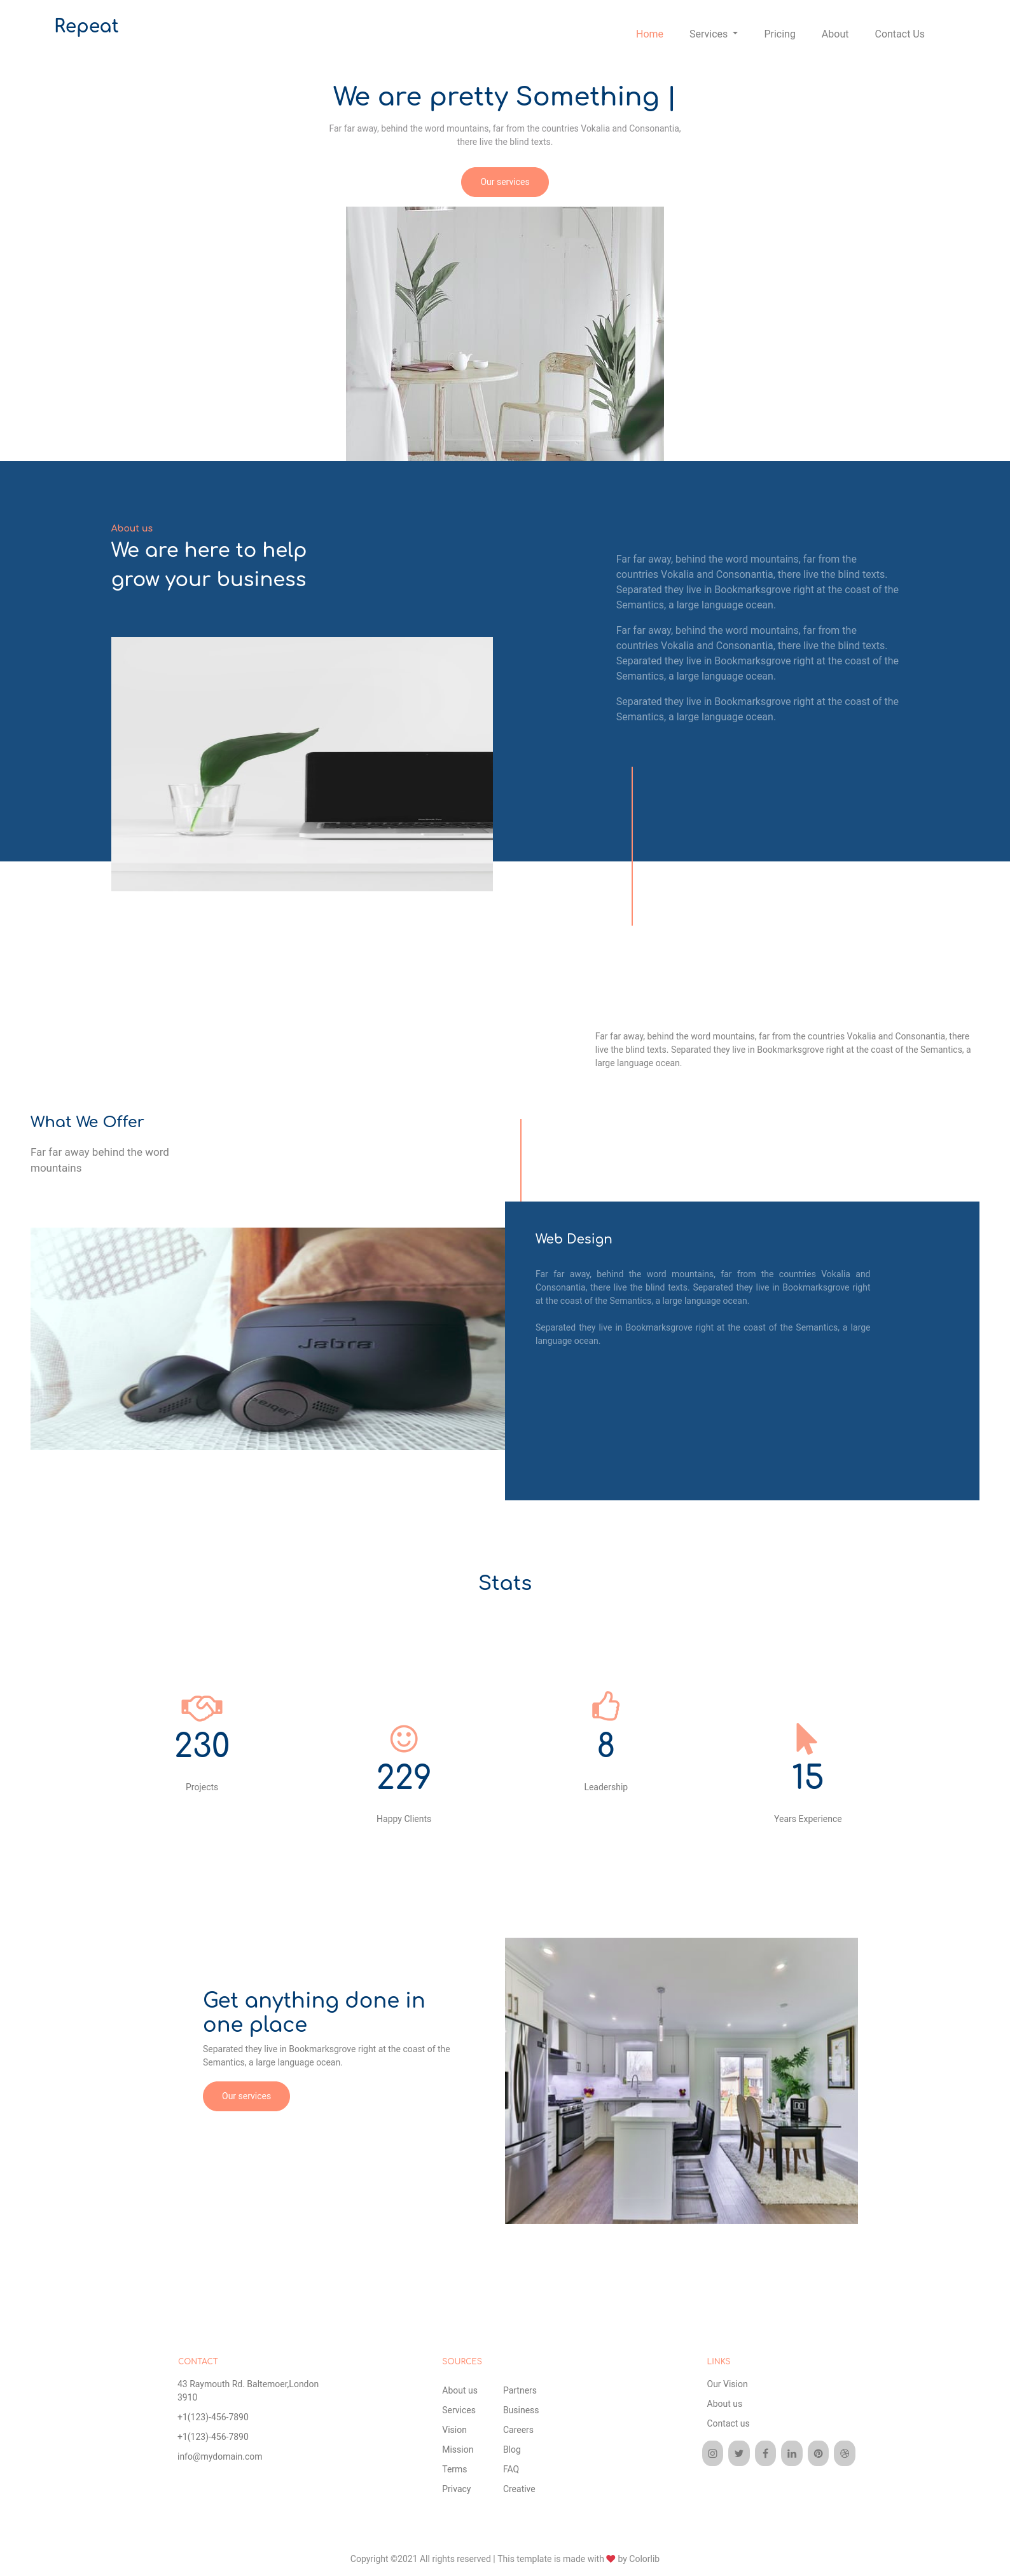 Repeat
Home
Services
Pricing
About
Contact Us
We are pretty Something |
Far far away, behind the word mountains, far from the countries Vokalia and Consonantia,
there live the blind texts.
Our services
About us
We are here to help
grow your business
Far far away, behind the word mountains, far from the
countries Vokalia and Consonantia, there live the blind texts.
Separated they live in Bookmarksgrove right at the coast of the
Semantics, a large language ocean.
Far far away, behind the word mountains, far from the
countries Vokalia and Consonantia, there live the blind texts.
Separated they live in Bookmarksgrove right at the coast of the
Semantics, a large language ocean.
Separated they live in Bookmarksgrove right at the coast of the
Semantics, a large language ocean.
Far far away, behind the word mountains, far from the countries Vokalia and Consonantia, there
live the blind texts. Separated they live in Bookmarksgrove right at the coast of the Semantics, a
large language ocean.
What We Offer
Far far away behind the word
mountains
Jabra
Jabra
Web Design
Far far away, behind the word mountains, far from the countries Vokalia and
Consonantia, there live the blind texts. Separated they live in Bookmarksgrove right
at the coast of the Semantics, a large language ocean.
Separated they live in Bookmarksgrove right at the coast of the Semantics, a large
language ocean.
Stats
230
Projects
229
Happy Clients
8
Leadership
15
Years Experience
Get anything done in
one place
Separated they live in Bookmarksgrove right at the coast of the
Semantics, a large language ocean.
Our services
CONTACT
43 Raymouth Rd. Baltemoer,London
3910
+1(123)-456-7890
+1(123)-456-7890
info@mydomain.com
SOURCES
About us
Services
Vision
Mission
Terms
Privacy
Partners
Business
Careers
Blog
FAQ
Creative
LINKS
Our Vision
About us
Contact us
Copyright ©2021 All rights reserved | This template is made with ❤ by Colorlib